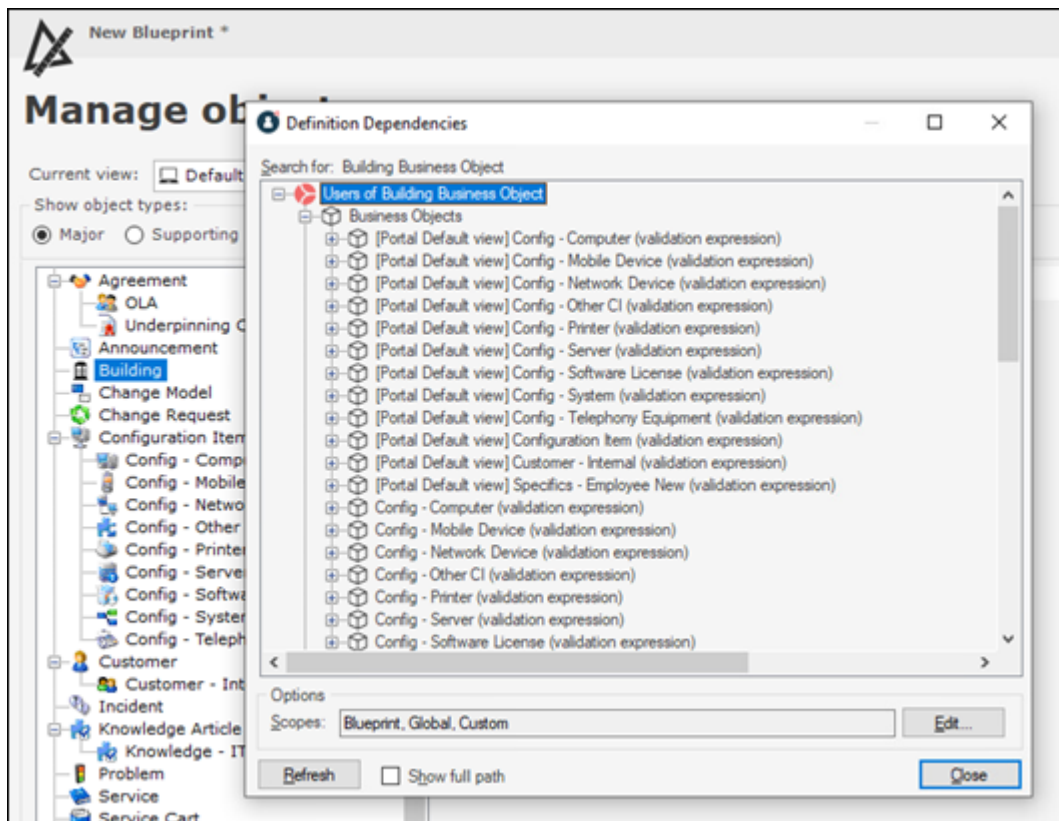 New Blueprint *
Manage ob
Definition Dependencies
Current view: Default
Search for: Building Business Object
Show object types:
Major Supporting
Users of Building Business Object
Business Objects
[Portal Default view] Config - Computer (validation expression)
[Portal Default view] Config - Mobile Device (validation expression)
[Portal Default view] Config - Network Device (validation expression)
[Portal Default view] Config - Other CI (validation expression)
[Portal Default view] Config - Printer (validation expression)
[Portal Default view] Config - Server (validation expression)
[Portal Default view] Config - Software License (validation expression)
[Portal Default view] Config - System (validation expression)
[Portal Default view] Config - Telephony Equipment (validation expression)
[Portal Default view] Configuration Item (validation expression)
[Portal Default view] Customer - Internal (validation expression)
[Portal Default view] Specifics - Employee New (validation expression)
Config - Computer (validation expression)
Config - Mobile Device (validation expression)
Config - Network Device (validation expression)
Config - Other CI (validation expression)
Config - Printer (validation expression)
Config - Server (validation expression)
Config - Software License (validation expression)
Agreement
OLA
Underpinning C
Announcement
Building
Change Model
Change Request
Configuration Item
Config - Comp
Config - Mobile
Config - Netwo
Config - Other
Config - Printer
Config - Serve
Config - Softwa
Config - System
Config - Teleph
Customer
Customer - Int
Incident
Knowledge Article
Knowledge - IT
Problem
Service
Service Cart
Options
Scopes: Blueprint, Global, Custom
Edit...
Refresh
Show full path
Close